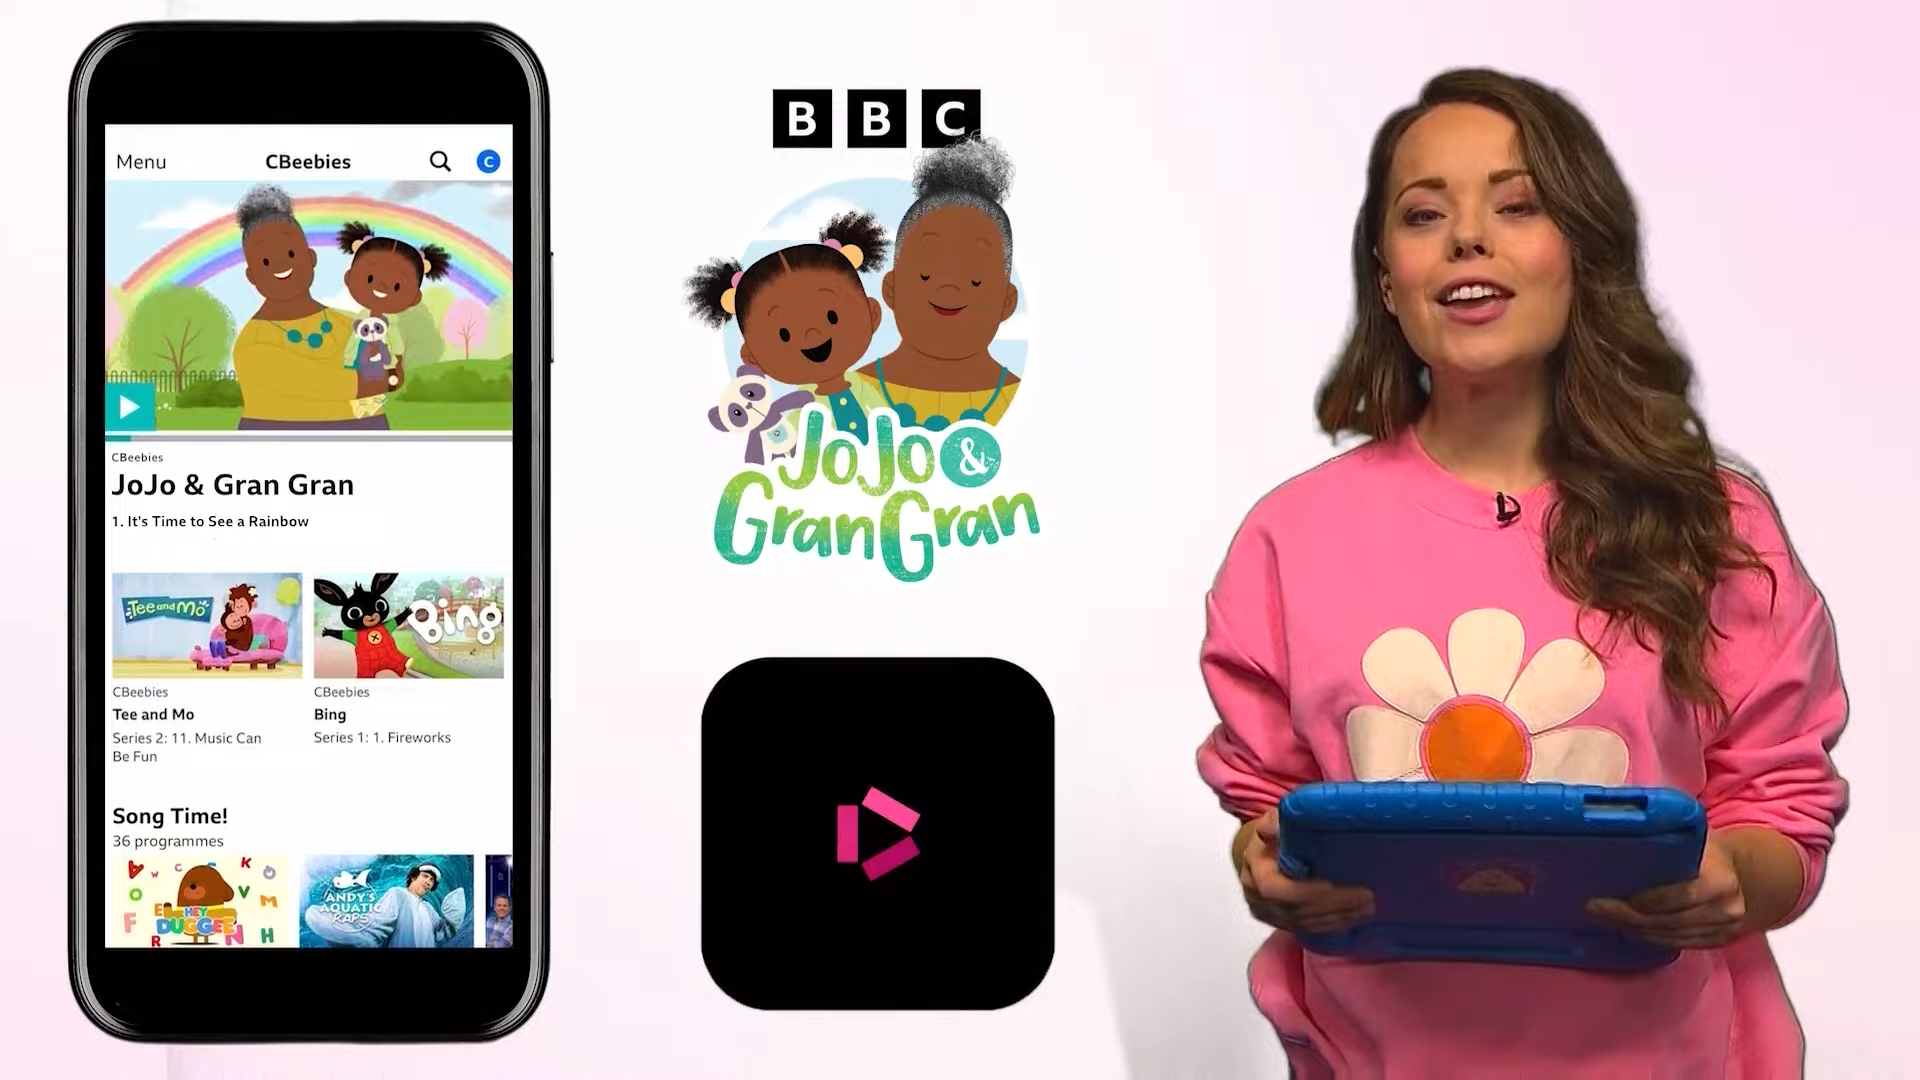 Menu
CBeebies
C
CBeebies
JoJo & Gran Gran
1. It's Time to See a Rainbow
Tee and Mo
Bing
CBeebies
Tee and Mo
Series 2: 11. Music Can
Be Fun
CBeebies
Bing
Series 1: 1. Fireworks
Song Time!
36 programmes
HEY
DUGGEE
ANDY'S
AQUATIC
RAPS
BBC
JoJo &
Gran Gran